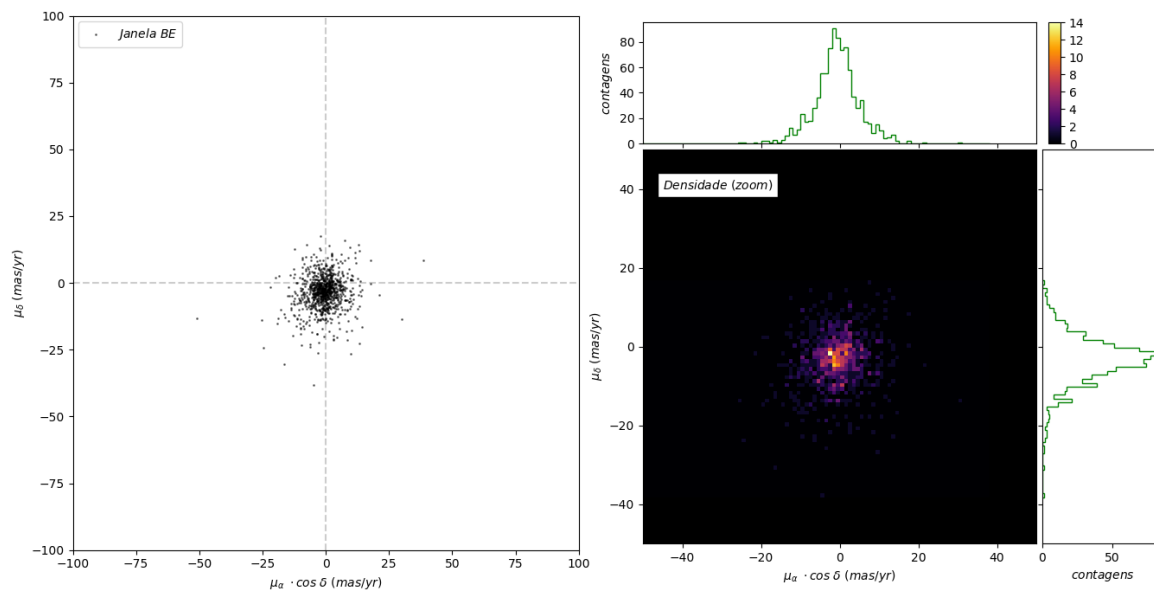 100
75
50
25
0
−25
−50
−75
−100
μδ (mas/yr)
Janela BE
−100 −75 −50 −25 0 25 50 75 100
μα · cos δ (mas/yr)
80
60
40
20
0
contagens
14
12
10
8
6
4
2
0
Densidade (zoom)
40
20
0
−20
−40
μδ (mas/yr)
−40 −20 0 20 40
μα · cos δ (mas/yr)
0 50
contagens